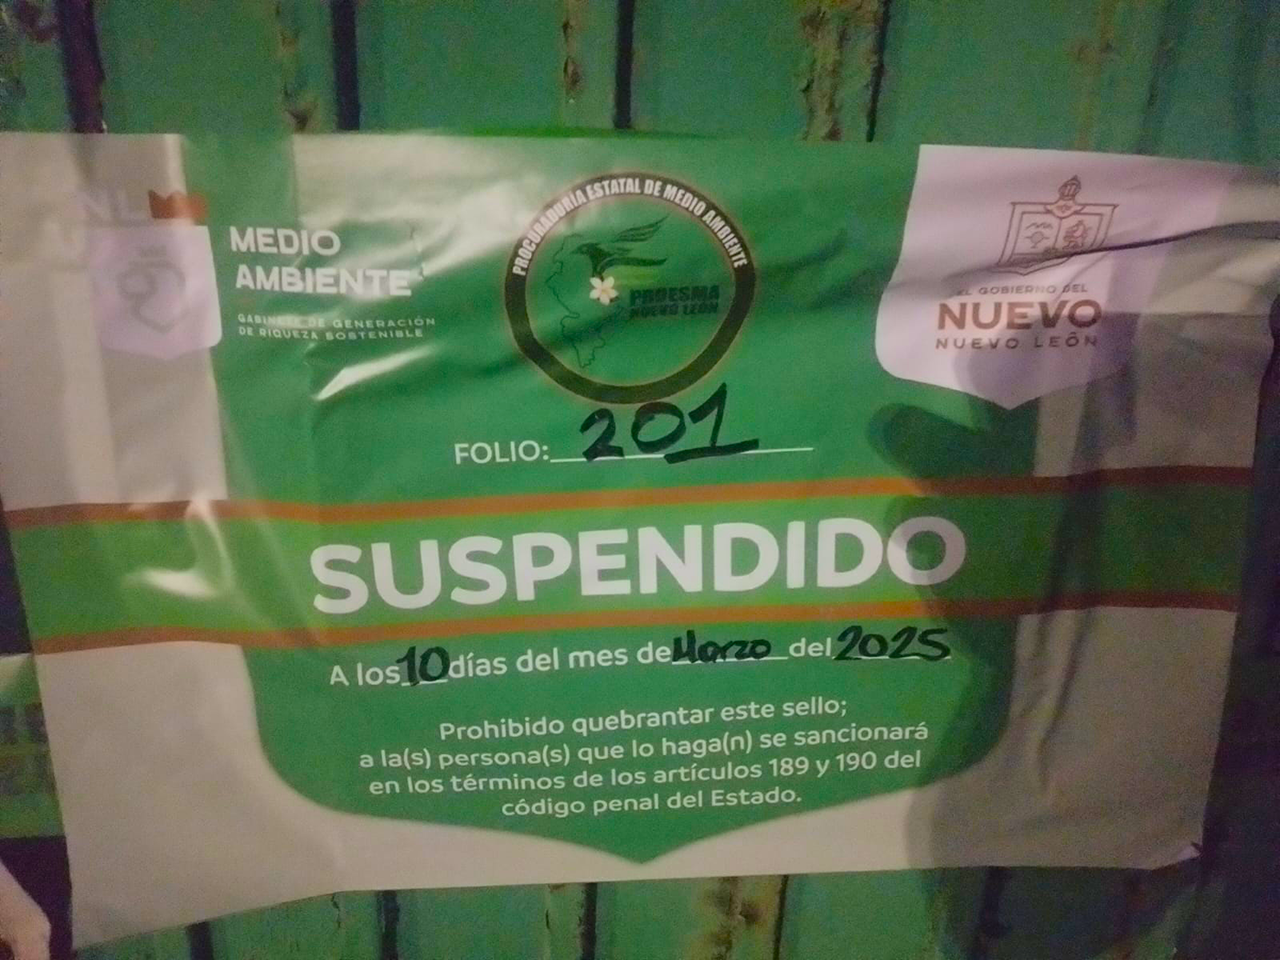 NL
MEDIO
AMBIENTE
GABINETE DE GENERACIÓN
DE RIQUEZA SOSTENIBLE
PROCURADURÍA ESTATAL DE MEDIO AMBIENTE
PROESMA
NUEVO LEÓN
EL GOBIERNO DEL
NUEVO
NUEVO LEÓN
FOLIO: 201
SUSPENDIDO
A los 10 días del mes de Marzo del 2025
Prohibido quebrantar este sello;
a la(s) persona(s) que lo haga(n) se sancionará
en los términos de los artículos 189 y 190 del
código penal del Estado.